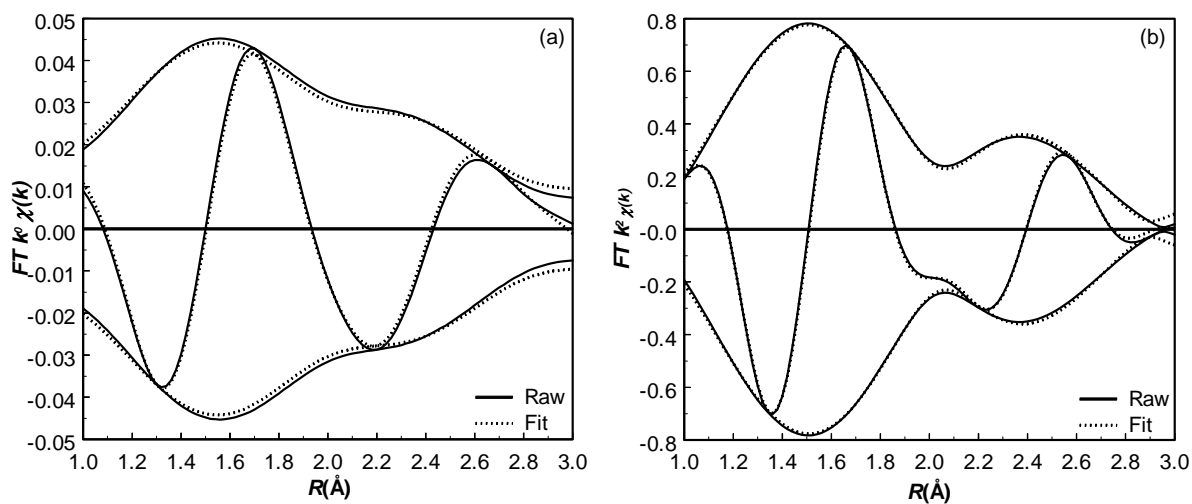 (a)
0.05
0.04
0.03
0.02
0.01
0.00
-0.01
-0.02
-0.03
-0.04
-0.05
FT k⁰ χ(k)
Raw
Fit
1.0 1.2 1.4 1.6 1.8 2.0 2.2 2.4 2.6 2.8 3.0
R(Å)
(b)
0.8
0.6
0.4
0.2
-0.0
-0.2
-0.4
-0.6
-0.8
FT k² χ(k)
Raw
Fit
1.0 1.2 1.4 1.6 1.8 2.0 2.2 2.4 2.6 2.8 3.0
R(Å)